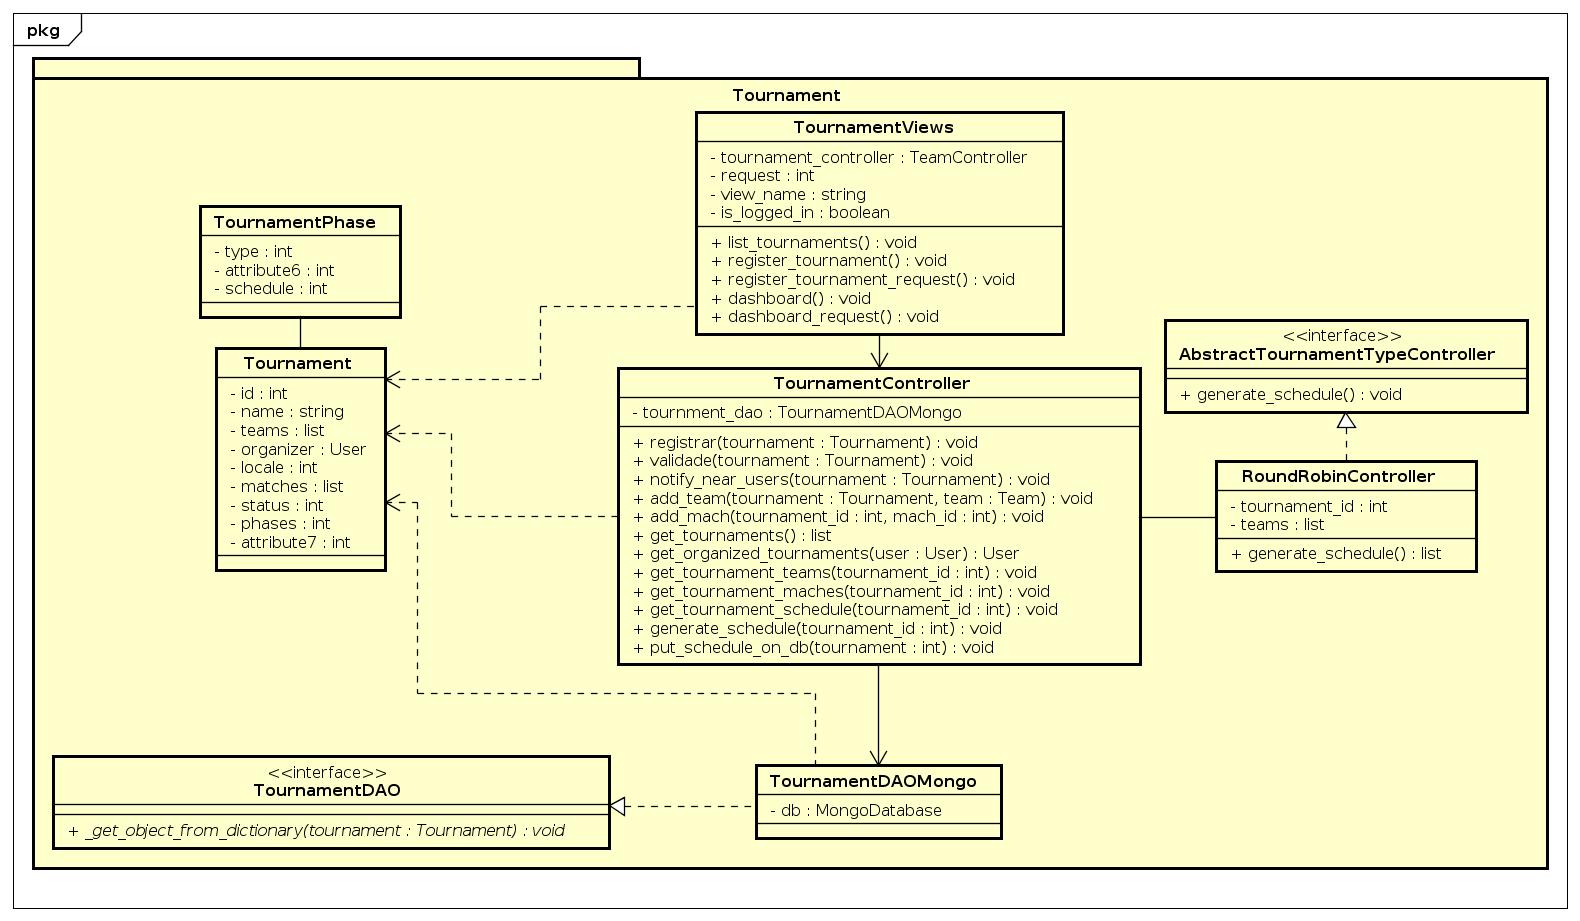 pkg
Tournament
TournamentViews
- tournament_controller : TeamController
- request : int
- view_name : string
- is_logged_in : boolean
+ list_tournaments() : void
+ register_tournament() : void
+ register_tournament_request() : void
+ dashboard() : void
+ dashboard_request() : void
TournamentPhase
- type : int
- attribute6 : int
- schedule : int
Tournament
- id : int
- name : string
- teams : list
- organizer : User
- locale : int
- matches : list
- status : int
- phases : int
- attribute7 : int
TournamentController
- tournment_dao : TournamentDAOMongo
+ registrar(tournament : Tournament) : void
+ validade(tournament : Tournament) : void
+ notify_near_users(tournament : Tournament) : void
+ add_team(tournament : Tournament, team : Team) : void
+ add_mach(tournament_id : int, mach_id : int) : void
+ get_tournaments() : list
+ get_organized_tournaments(user : User) : User
+ get_tournament_teams(tournament_id : int) : void
+ get_tournament_maches(tournament_id : int) : void
+ get_tournament_schedule(tournament_id : int) : void
+ generate_schedule(tournament_id : int) : void
+ put_schedule_on_db(tournament : int) : void
<<interface>>
AbstractTournamentTypeController
+ generate_schedule() : void
RoundRobinController
- tournament_id : int
- teams : list
+ generate_schedule() : list
<<interface>>
TournamentDAO
+ _get_object_from_dictionary(tournament : Tournament) : void
TournamentDAOMongo
- db : MongoDatabase